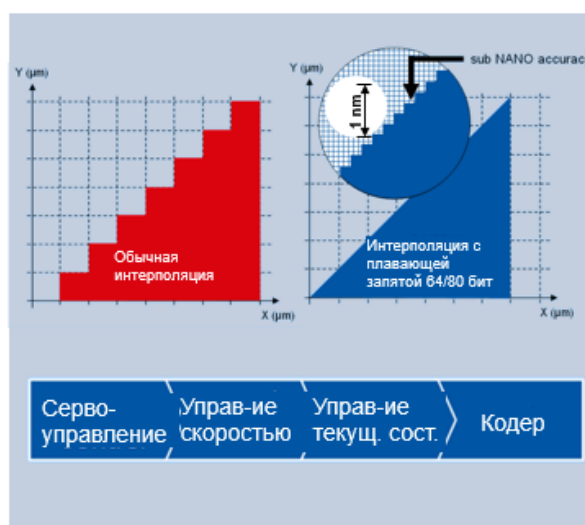 Y (µm)
Обычная
интерполяция
X (µm)
Y (µm)
sub NANO accurac
1 nm
Интерполяция с
плавающей
запятой 64/80 бит
X (µm)
Серво-
управление
Управ-ие
скоростью
Управ-ие
текущ. сост.
Кодер